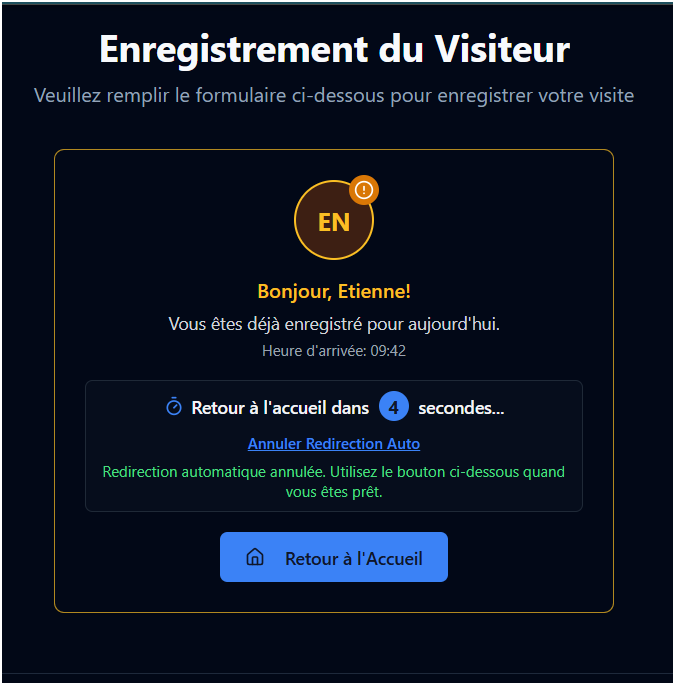 Enregistrement du Visiteur
Veuillez remplir le formulaire ci-dessous pour enregistrer votre visite
EN
Bonjour, Etienne!
Vous êtes déjà enregistré pour aujourd'hui.
Heure d'arrivée: 09:42
Retour à l'accueil dans 4 secondes...
Annuler Redirection Auto
Redirection automatique annulée. Utilisez le bouton ci-dessous quand
vous êtes prêt.
Retour à l'Accueil